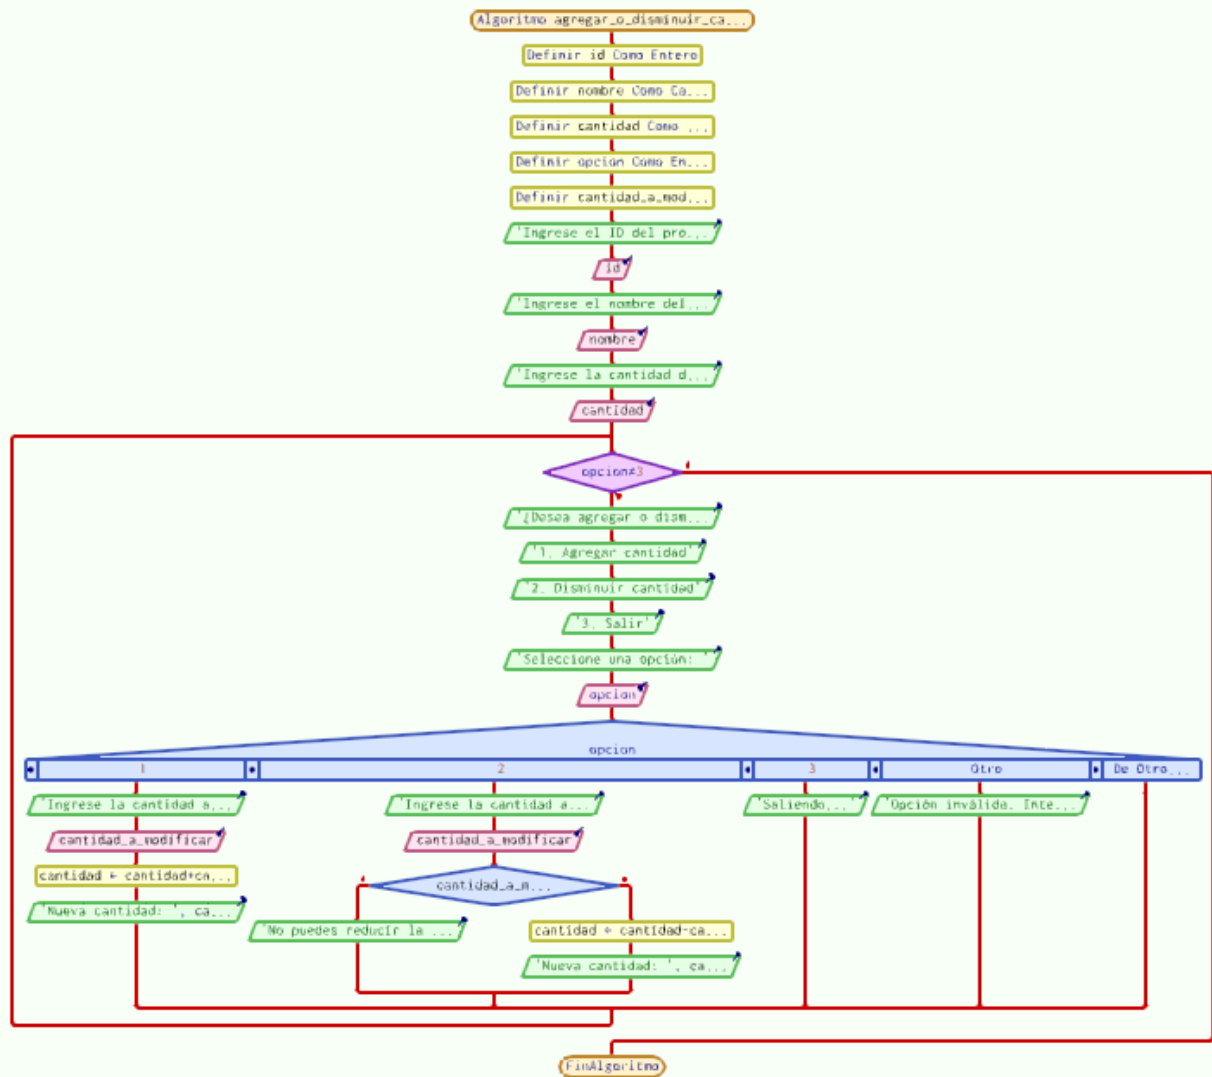 Algoritmo agregar_o_disminuir_ca...
Definir id Como Entero
Definir nombre Como Ca...
Definir cantidad Como ...
Definir opcion Como En...
Definir cantidad_a_mod...
'Ingrese el ID del pro...
id
'Ingrese el nombre del...
nombre
'Ingrese la cantidad d...
cantidad
opcion≠3
'¿Desea agregar o dism...
'1. Agregar cantidad'
'2. Disminuir cantidad'
'3. Salir'
'Seleccione una opción: '
opcion
opcion
1 2 3 Otro De Otro...
'Ingrese la cantidad a... 'Ingrese la cantidad a... 'Saliendo...' 'Opción inválida. Inte...
cantidad_a_modificar cantidad_a_modificar
cantidad ← cantidad+ca... cantidad_a_m...
'Nueva cantidad: ', ca... 'No puedes reducir la ... cantidad ← cantidad-ca...
'Nueva cantidad: ', ca...
FinAlgoritmo